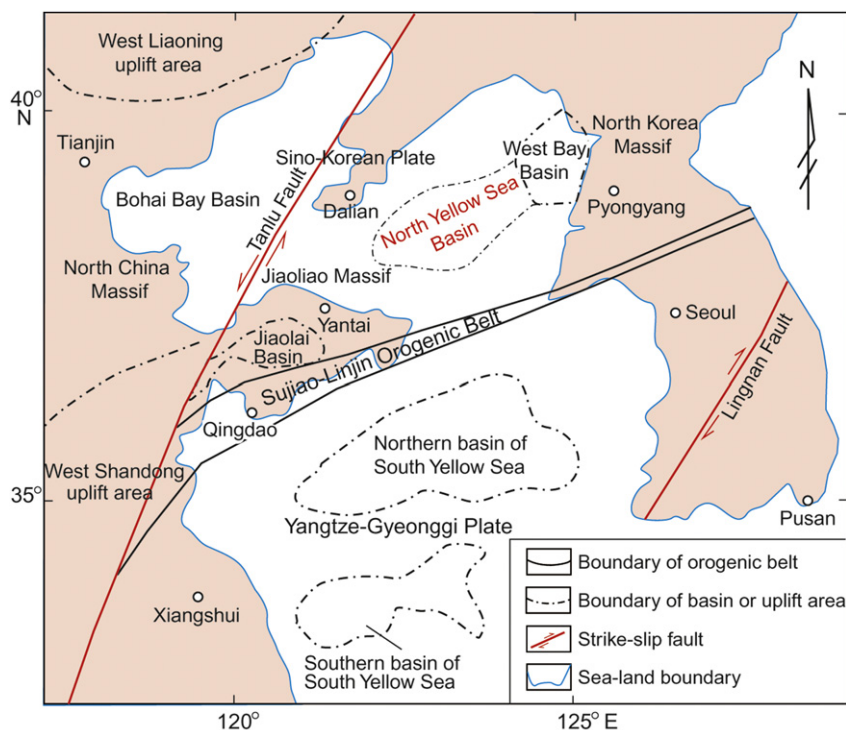 West Liaoning
uplift area
40°
N
Tianjin
Bohai Bay Basin
Tanlu Fault
Sino-Korean Plate
Dalian
North Yellow Sea
Basin
West Bay
Basin
North Korea
Massif
Pyongyang
N
North China
Massif
Jiaoliao Massif
Yantai
Jiaolai
Basin
Sujiao-Linjin Orogenic Belt
Qingdao
Seoul
Lingnan Fault
Northern basin of
South Yellow Sea
West Shandong
uplift area
35°
Yangtze-Gyeonggi Plate
Pusan
Xiangshui
Southern basin of
South Yellow Sea
Boundary of orogenic belt
Boundary of basin or uplift area
Strike-slip fault
Sea-land boundary
120°
125° E